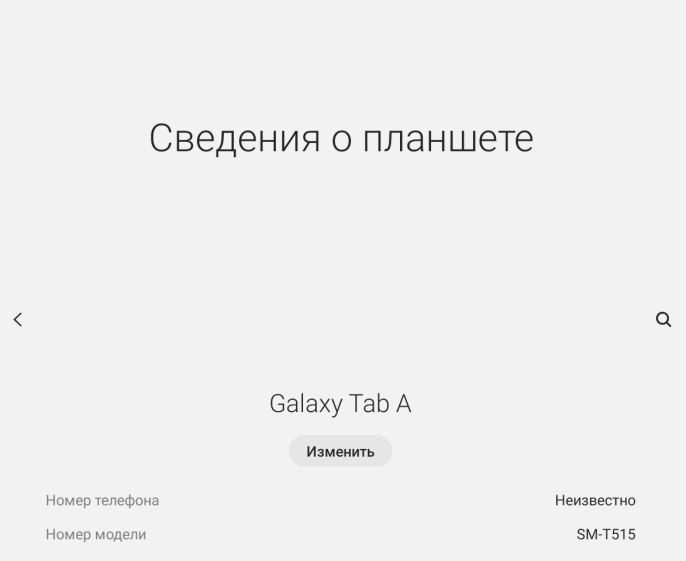 Сведения о планшете
Galaxy Tab A
Изменить
Номер телефона Неизвестно
Номер модели SM-T515